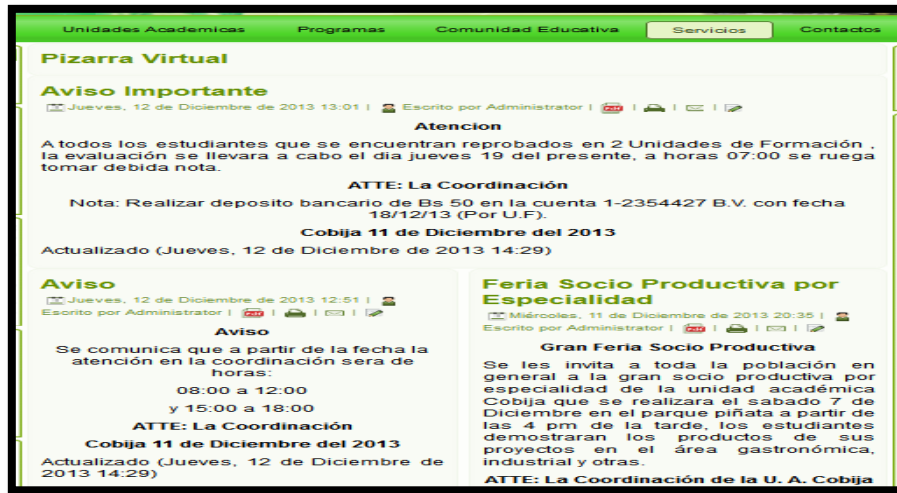 Unidades Academicas Programas Comunidad Educativa Servicios Contactos
Pizarra Virtual
Aviso Importante
Jueves, 12 de Diciembre de 2013 13:01 | Escrito por Administrator | | | |
Atencion
A todos los estudiantes que se encuentran reprobados en 2 Unidades de Formación ,
la evaluación se llevara a cabo el dia jueves 19 del presente, a horas 07:00 se ruega
tomar debida nota.
ATTE: La Coordinación
Nota: Realizar deposito bancario de Bs 50 en la cuenta 1-2354427 B.V. con fecha
18/12/13 (Por U.F).
Cobija 11 de Diciembre del 2013
Actualizado (Jueves, 12 de Diciembre de 2013 14:29)
Aviso
Jueves, 12 de Diciembre de 2013 12:51 |
Escrito por Administrator | | | |
Aviso
Se comunica que a partir de la fecha la
atención en la coordinación sera de
horas:
08:00 a 12:00
y 15:00 a 18:00
ATTE: La Coordinación
Cobija 11 de Diciembre del 2013
Actualizado (Jueves, 12 de Diciembre de
2013 14:29)
Feria Socio Productiva por
Especialidad
Miércoles, 11 de Diciembre de 2013 20:35 |
Escrito por Administrator | | | |
Gran Feria Socio Productiva
Se les invita a toda la población en
general a la gran socio productiva por
especialidad de la unidad académica
Cobija que se realizara el sabado 7 de
Diciembre en el parque piñata a partir de
las 4 pm de la tarde, los estudiantes
demostraran los productos de sus
proyectos en el área gastronómica,
industrial y otras.
ATTE: La Coordinación de la U. A. Cobija